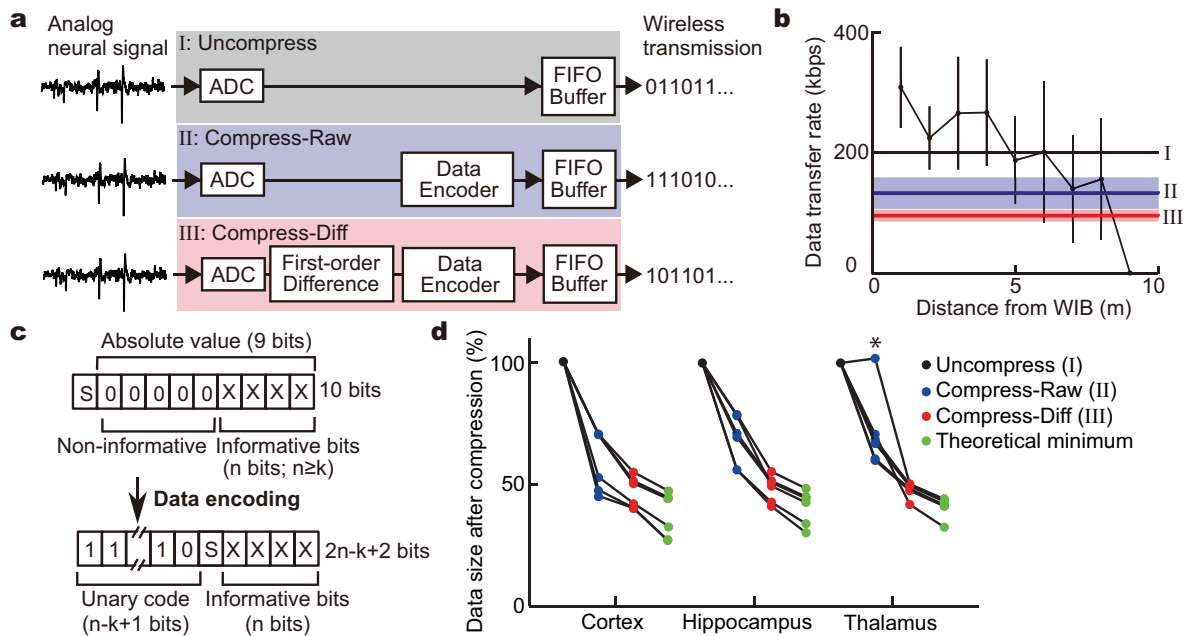 a
Analog
neural signal
I: Uncompress
ADC
FIFO
Buffer
Wireless
transmission
011011...
II: Compress-Raw
ADC
Data
Encoder
FIFO
Buffer
111010...
III: Compress-Diff
ADC
First-order
Difference
Data
Encoder
FIFO
Buffer
101101...
b
Data transfer rate (kbps)
400
200
0
I
II
III
0
5
10
Distance from WIB (m)
c
Absolute value (9 bits)
S 0 0 0 0 0 X X X X 10 bits
Non-informative
Informative bits
(n bits; n≥k)
Data encoding
1 1 1 0 S X X X X 2n-k+2 bits
Unary code
(n-k+1 bits)
Informative bits
(n bits)
d
Data size after compression (%)
100
50
0
*
Cortex
Hippocampus
Thalamus
Uncompress (I)
Compress-Raw (II)
Compress-Diff (III)
Theoretical minimum